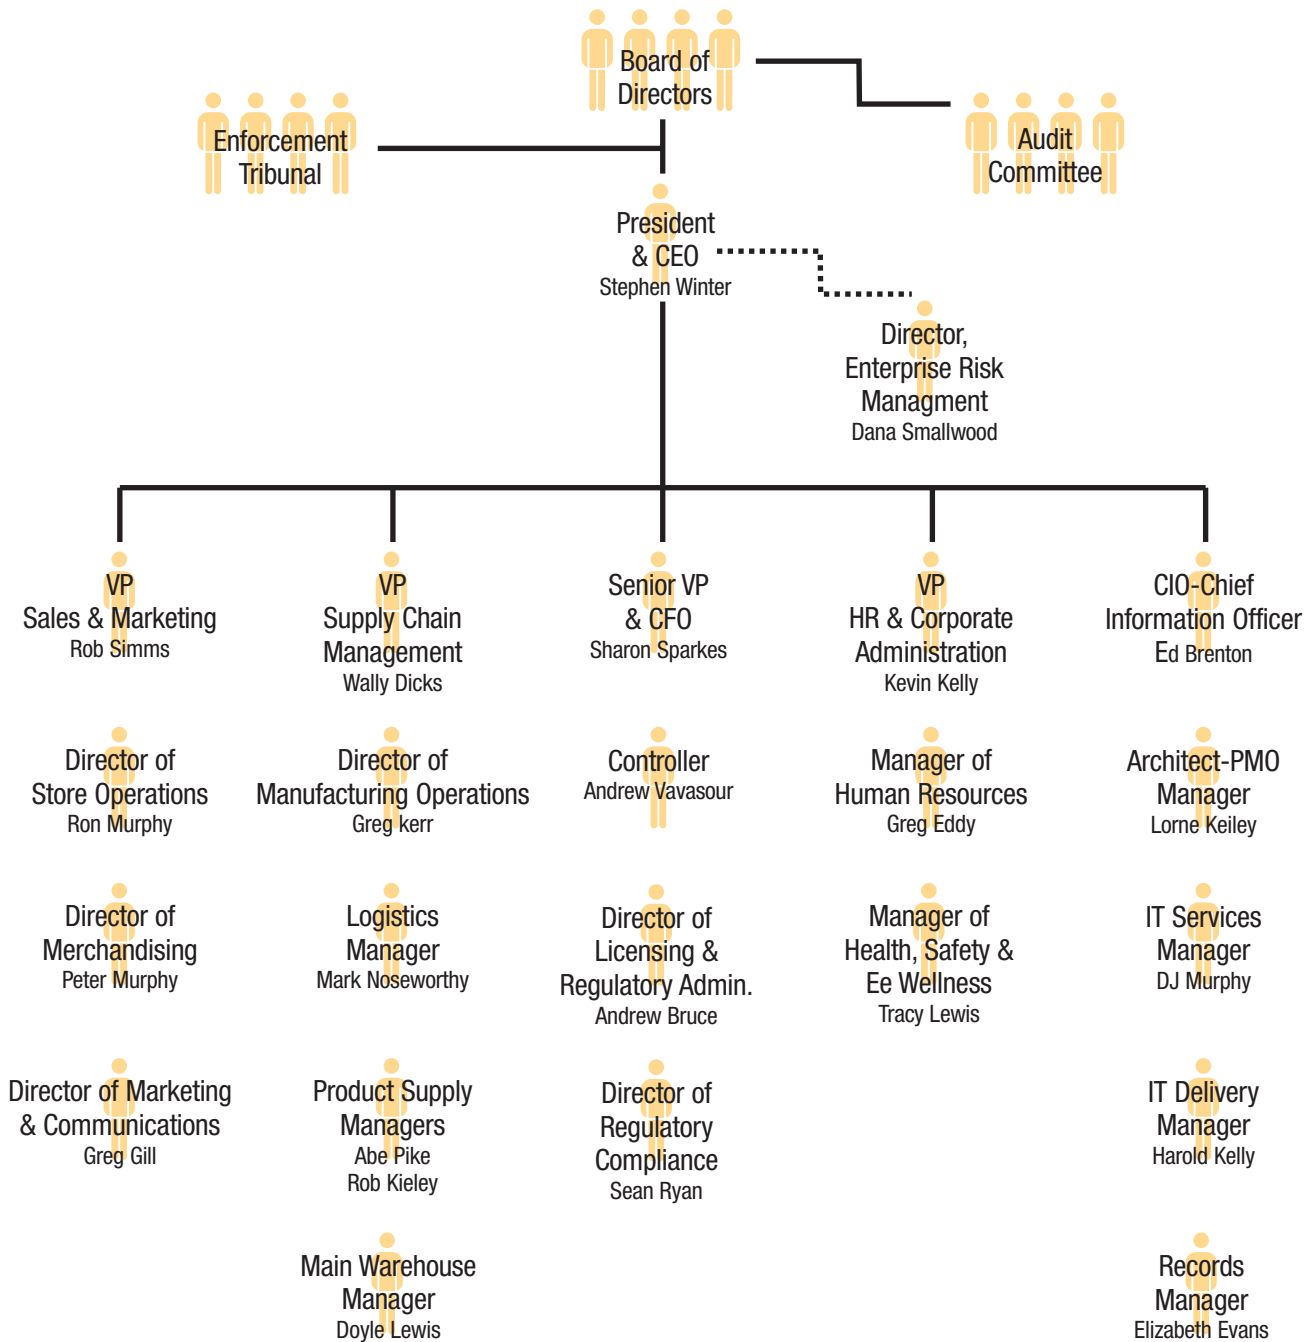 Board of
Directors
Enforcement
Tribunal
Audit
Committee
President
& CEO
Stephen Winter
Director,
Enterprise Risk
Managment
Dana Smallwood
VP
Sales & Marketing
Rob Simms
VP
Supply Chain
Management
Wally Dicks
Senior VP
& CFO
Sharon Sparkes
VP
HR & Corporate
Administration
Kevin Kelly
CIO-Chief
Information Officer
Ed Brenton
Director of
Store Operations
Ron Murphy
Director of
Manufacturing Operations
Greg kerr
Controller
Andrew Vavasour
Manager of
Human Resources
Greg Eddy
Architect-PMO
Manager
Lorne Keiley
Director of
Merchandising
Peter Murphy
Logistics
Manager
Mark Noseworthy
Director of
Licensing &
Regulatory Admin.
Andrew Bruce
Manager of
Health, Safety &
Ee Wellness
Tracy Lewis
IT Services
Manager
DJ Murphy
Director of Marketing
& Communications
Greg Gill
Product Supply
Managers
Abe Pike
Rob Kieley
Director of
Regulatory
Compliance
Sean Ryan
IT Delivery
Manager
Harold Kelly
Main Warehouse
Manager
Doyle Lewis
Records
Manager
Elizabeth Evans